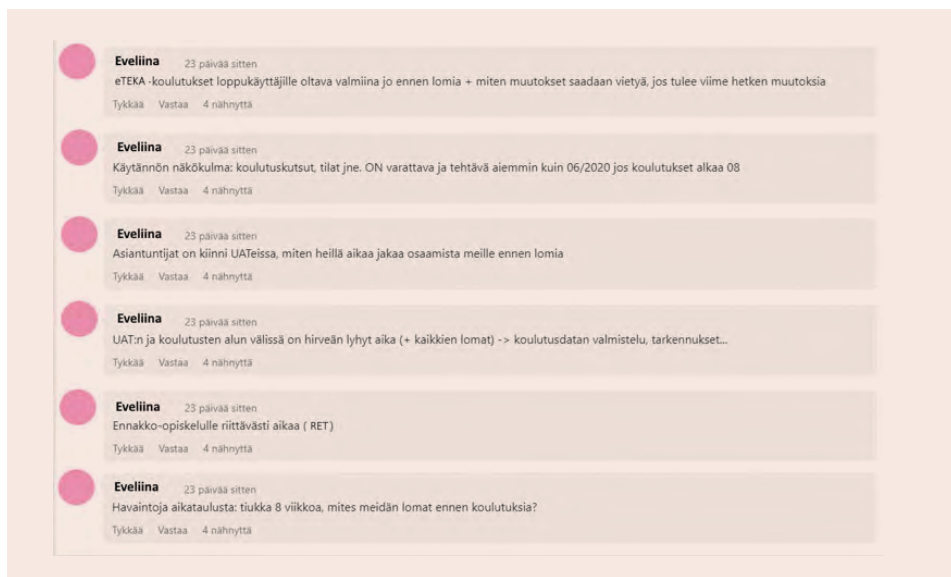 Eveliina 23 päivää sitten
eTEKA -koulutukset loppukäyttäjille oltava valmiina jo ennen lomia + miten muutokset saadaan vietyä, jos tulee viime hetken muutoksia
Tykkää Vastaa 4 nähnyttä
Eveliina 23 päivää sitten
Käytännön näkökulma: koulutuskutsut, tilat jne. ON varattava ja tehtävä aiemmin kuin 06/2020 jos koulutukset alkaa 08
Tykkää Vastaa 4 nähnyttä
Eveliina 23 päivää sitten
Asiantuntijat on kiinni UATeissa, miten heillä aikaa jakaa osaamista meille ennen lomia
Tykkää Vastaa 4 nähnyttä
Eveliina 23 päivää sitten
UAT:n ja koulutusten alun välissä on hirveän lyhyt aika (+ kaikkien lomat) -> koulutusdatan valmistelu, tarkennukset...
Tykkää Vastaa 4 nähnyttä
Eveliina 23 päivää sitten
Ennakko-opiskelulle riittävästi aikaa ( RET)
Tykkää Vastaa 4 nähnyttä
Eveliina 23 päivää sitten
Havaintoja aikataulusta: tiukka 8 viikkoa, mites meidän lomat ennen koulutuksia?
Tykkää Vastaa 4 nähnyttä